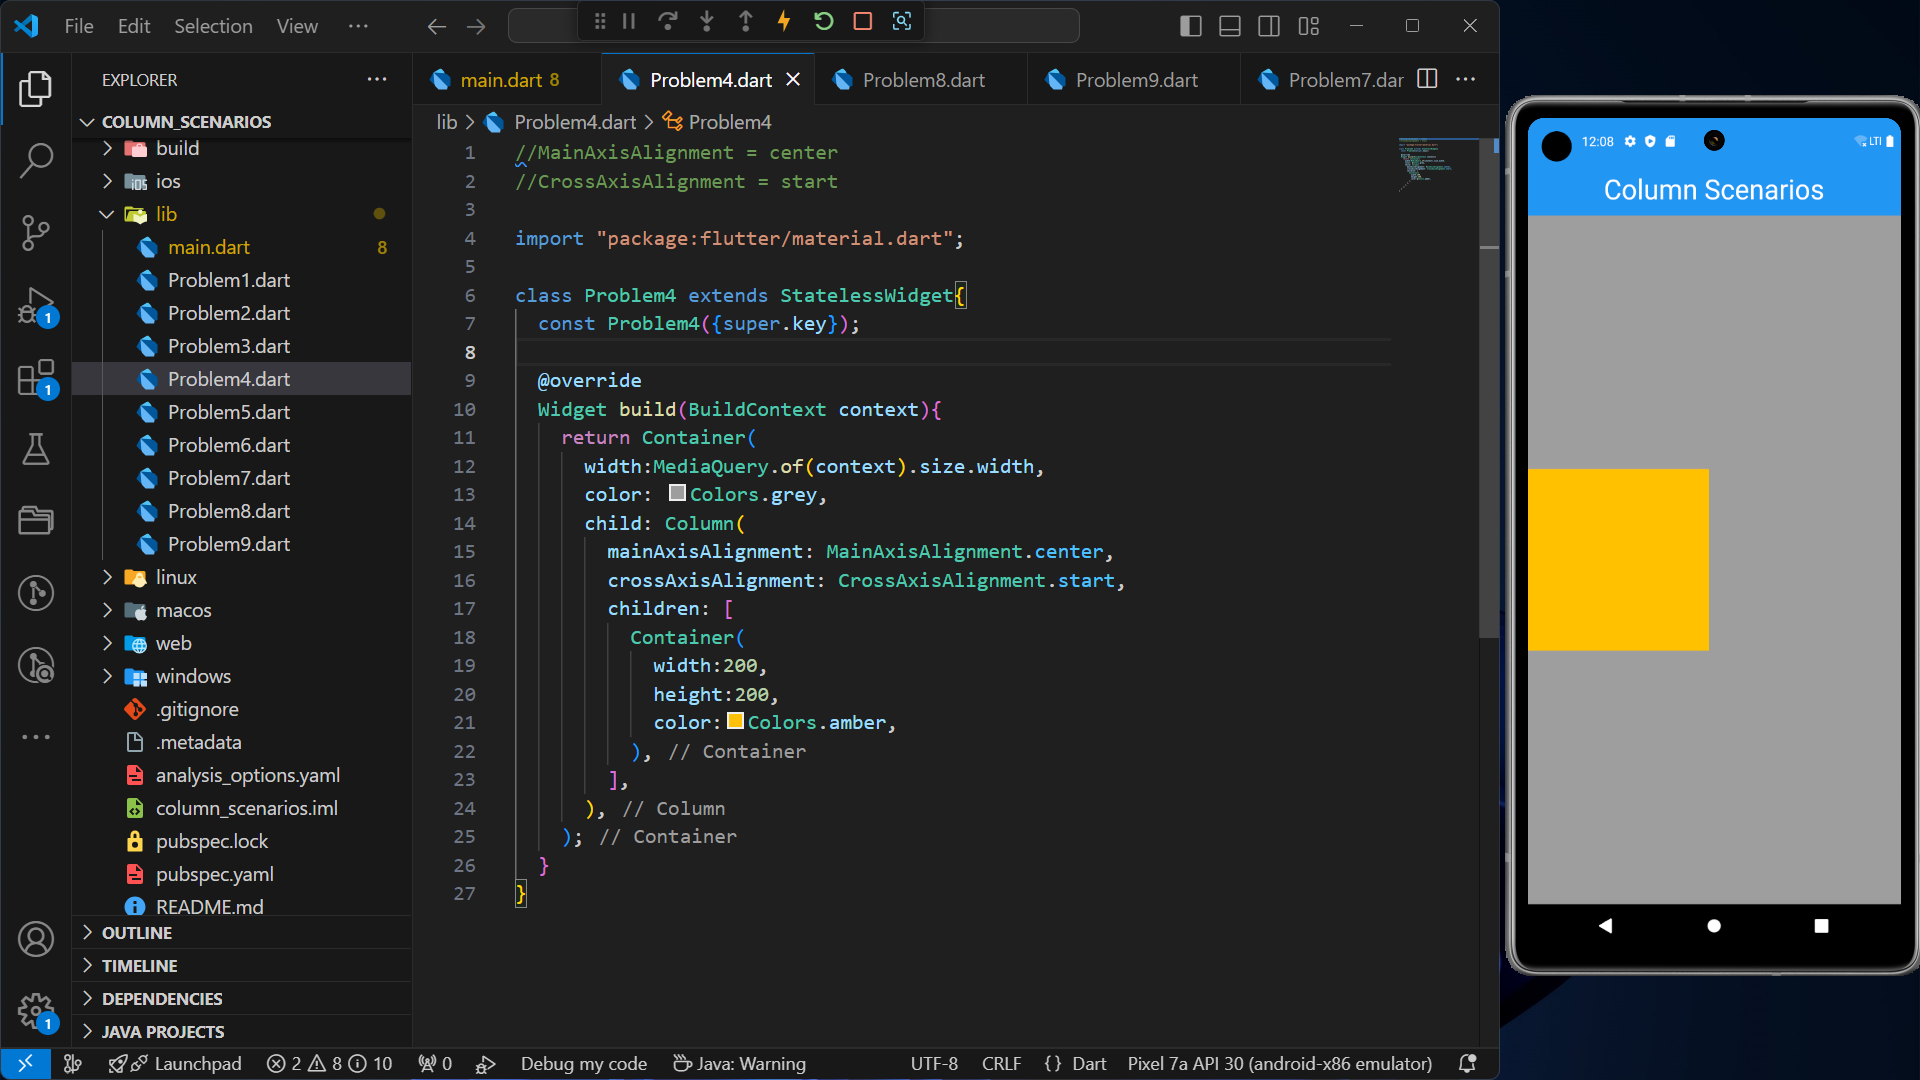 File Edit Selection View ···
EXPLORER
COLUMN_SCENARIOS
build
ios
lib
main.dart 8
Problem1.dart
Problem2.dart
Problem3.dart
Problem4.dart
Problem5.dart
Problem6.dart
Problem7.dart
Problem8.dart
Problem9.dart
linux
macos
web
windows
.gitignore
.metadata
analysis_options.yaml
column_scenarios.iml
pubspec.lock
pubspec.yaml
README.md
OUTLINE
TIMELINE
DEPENDENCIES
JAVA PROJECTS
1
1
1
main.dart 8 Problem4.dart Problem8.dart Problem9.dart Problem7.dar
lib > Problem4.dart > Problem4
1 //MainAxisAlignment = center
2 //CrossAxisAlignment = start
3
4 import "package:flutter/material.dart";
5
6 class Problem4 extends StatelessWidget{
7 const Problem4({super.key});
8
9 @override
10 Widget build(BuildContext context){
11 return Container(
12 width:MediaQuery.of(context).size.width,
13 color: Colors.grey,
14 child: Column(
15 mainAxisAlignment: MainAxisAlignment.center,
16 crossAxisAlignment: CrossAxisAlignment.start,
17 children: [
18 Container(
19 width:200,
20 height:200,
21 color:Colors.amber,
22 ), // Container
23 ],
24 ), // Column
25 ); // Container
26 }
27 }
12:08 LTE
Column Scenarios
Launchpad 2 8 10 0 Debug my code Java: Warning UTF-8 CRLF {} Dart Pixel 7a API 30 (android-x86 emulator)